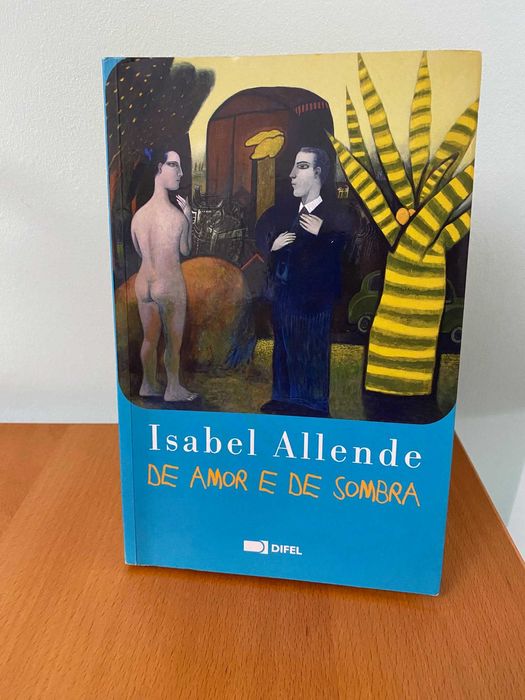 Isabel Allende
DE AMOR E DE SOMBRA
DIFEL